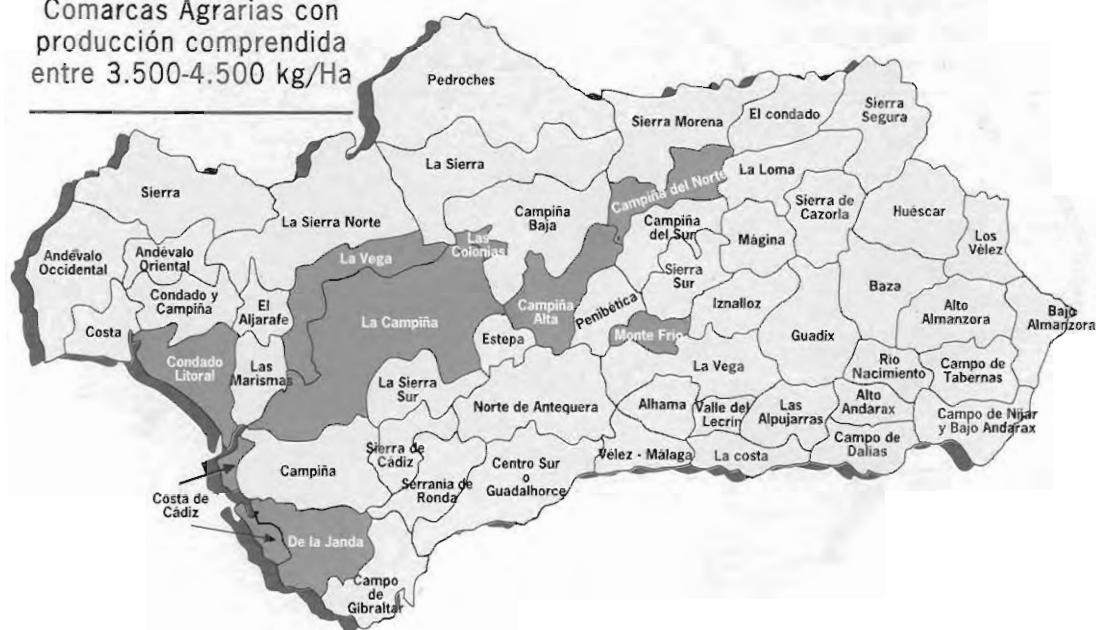 Comarcas Agrarias con
producción comprendida
entre 3.500-4.500 kg/Ha
Pedroches
Sierra Morena
El condado
Sierra
Segura
La Sierra
La Loma
Sierra
La Sierra Norte
Campiña del Norte
Campiña
Baja
Sierra de
Cazorla
Huéscar
Campiña
del Sur
Mágina
Las
Colonias
Los
Vélez
Andévalo
Occidental
Andévalo
Oriental
La Vega
Sierra
Sur
Baza
Condado y
Campiña
El
Aljarafe
Campiña
Alta
Penibética
Iznalloz
Alto
Almanzora
Bajo
Almanzora
Costa
La Campiña
Estepa
Monte Frio
Guadix
Condado
Litoral
Las
Marismas
La Sierra
Sur
La Vega
Rio
Nacimiento
Campo de
Tabernas
Norte de Antequera
Alhama
Valle del
Lecrín
Las
Alpujarras
Alto
Andarax
Campo de Nijar
y Bajo Andarax
Sierra de
Cádiz
Campiña
Serranía de
Ronda
Centro Sur
o
Guadalhorce
Vélez - Málaga
La costa
Campo de
Dalías
Costa de
Cádiz
De la Janda
Campo
de
Gibraltar